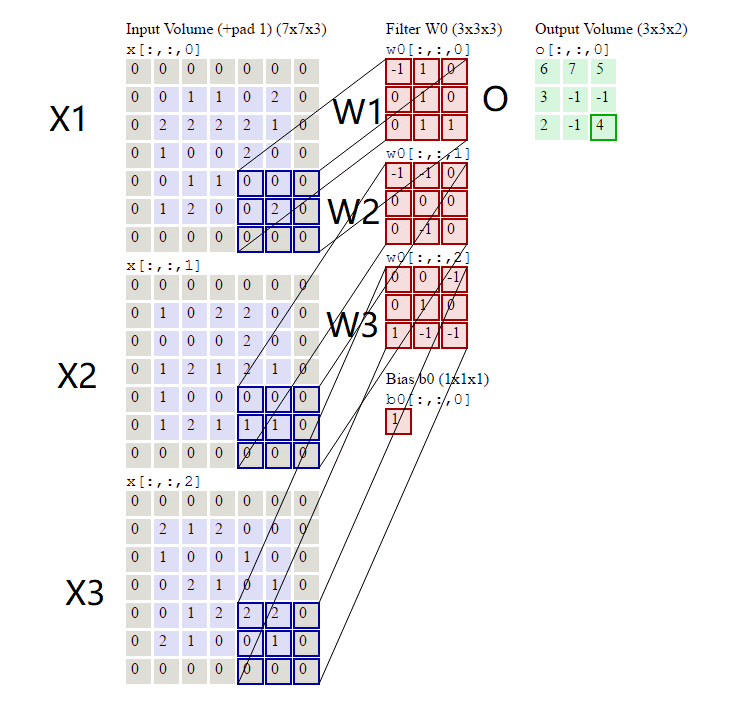 Input Volume (+pad 1) (7x7x3)
x[:,:,0]
0 0 0 0 0 0 0
0 0 1 1 0 2 0
0 2 2 2 2 1 0
0 1 0 0 2 0 0
0 0 1 1 0 0 0
0 1 2 0 0 2 0
0 0 0 0 0 0 0
X1
x[:,:,1]
0 0 0 0 0 0 0
0 1 0 2 2 0 0
0 0 0 0 2 0 0
0 1 2 1 2 1 0
0 1 0 0 0 0 0
0 1 2 1 1 1 0
0 0 0 0 0 0 0
X2
x[:,:,2]
0 0 0 0 0 0 0
0 2 1 2 0 0 0
0 1 0 0 1 0 0
0 0 2 1 0 1 0
0 0 1 2 2 2 0
0 2 1 0 0 1 0
0 0 0 0 0 0 0
X3
Filter W0 (3x3x3)
w0[:,:,0]
-1 1 0
0 1 0
0 1 1
W1
w0[:,:,1]
-1 -1 0
0 0 0
0 -1 0
W2
w0[:,:,2]
0 0 -1
0 1 0
1 -1 -1
W3
Bias b0 (1x1x1)
b0[:,:,0]
1
O
Output Volume (3x3x2)
o[:,:,0]
6 7 5
3 -1 -1
2 -1 4